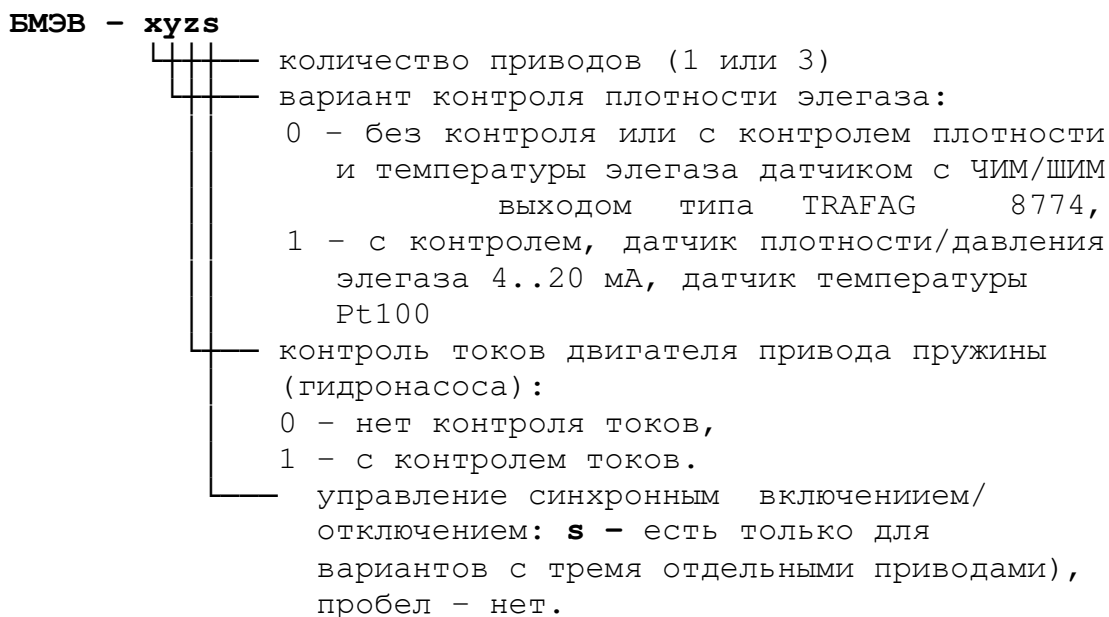 БМЭВ – xyzs
количество приводов (1 или 3)
вариант контроля плотности элегаза:
0 – без контроля или с контролем плотности
и температуры элегаза датчиком с ЧИМ/ШИМ
выходом типа TRAFAG 8774,
1 – с контролем, датчик плотности/давления
элегаза 4..20 мА, датчик температуры
Pt100
контроль токов двигателя привода пружины
(гидронасоса):
0 – нет контроля токов,
1 – с контролем токов.
управление синхронным включениием/
отключением: s – есть только для
вариантов с тремя отдельными приводами),
пробел – нет.